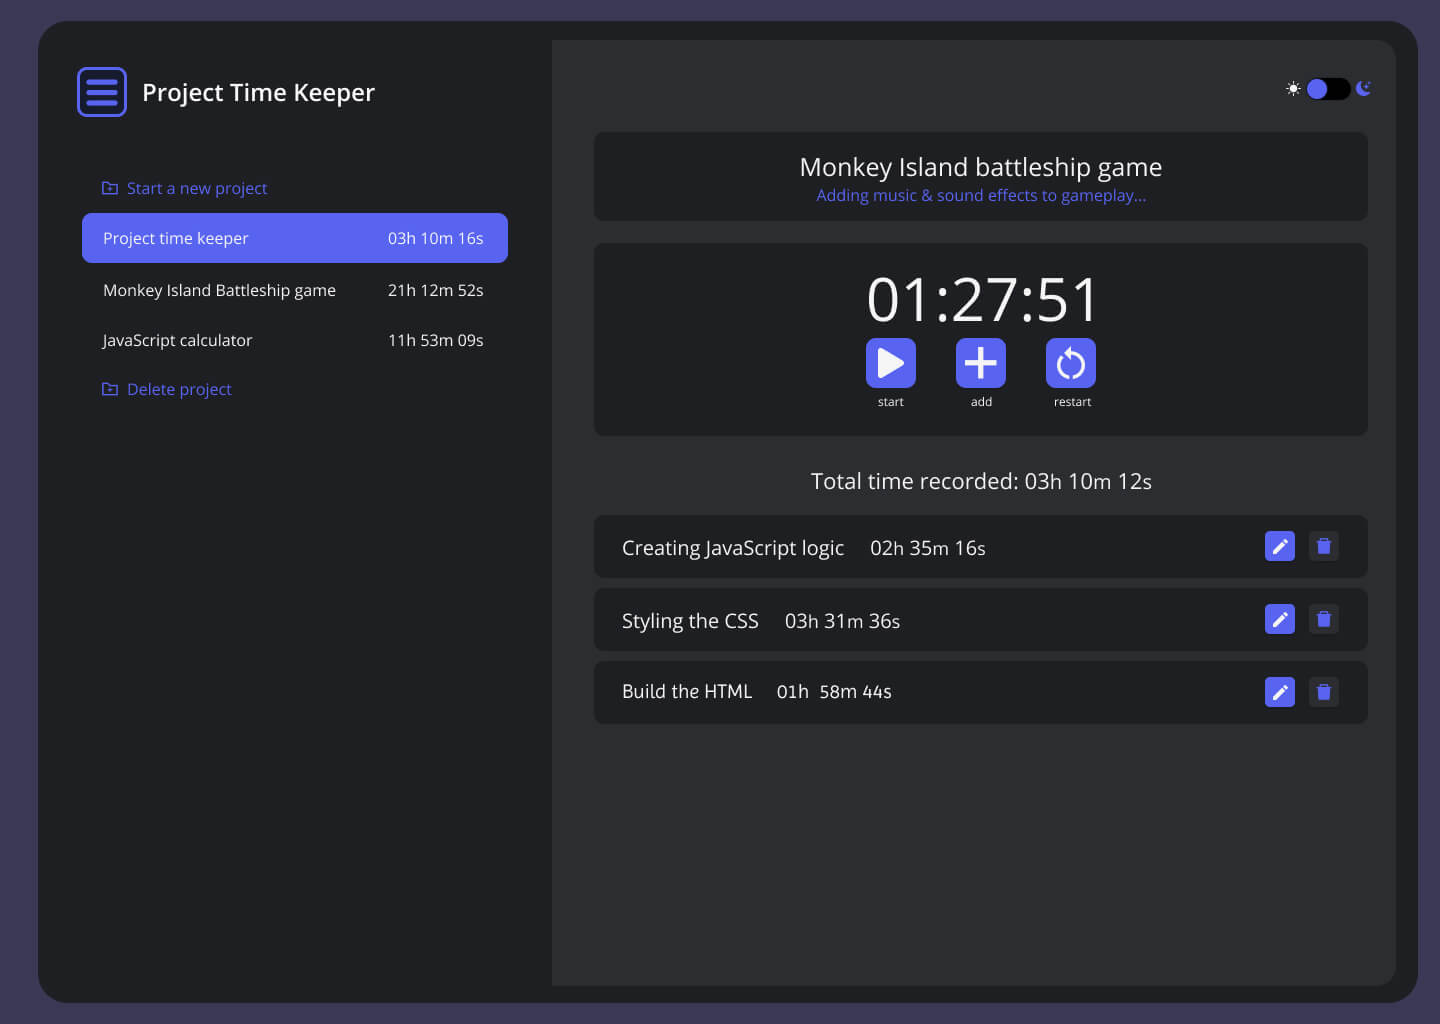 Project Time Keeper
Start a new project
Project time keeper 03h 10m 16s
Monkey Island Battleship game 21h 12m 52s
JavaScript calculator 11h 53m 09s
Delete project
Monkey Island battleship game
Adding music & sound effects to gameplay...
01:27:51
start add restart
Total time recorded: 03h 10m 12s
Creating JavaScript logic 02h 35m 16s
Styling the CSS 03h 31m 36s
Build the HTML 01h 58m 44s